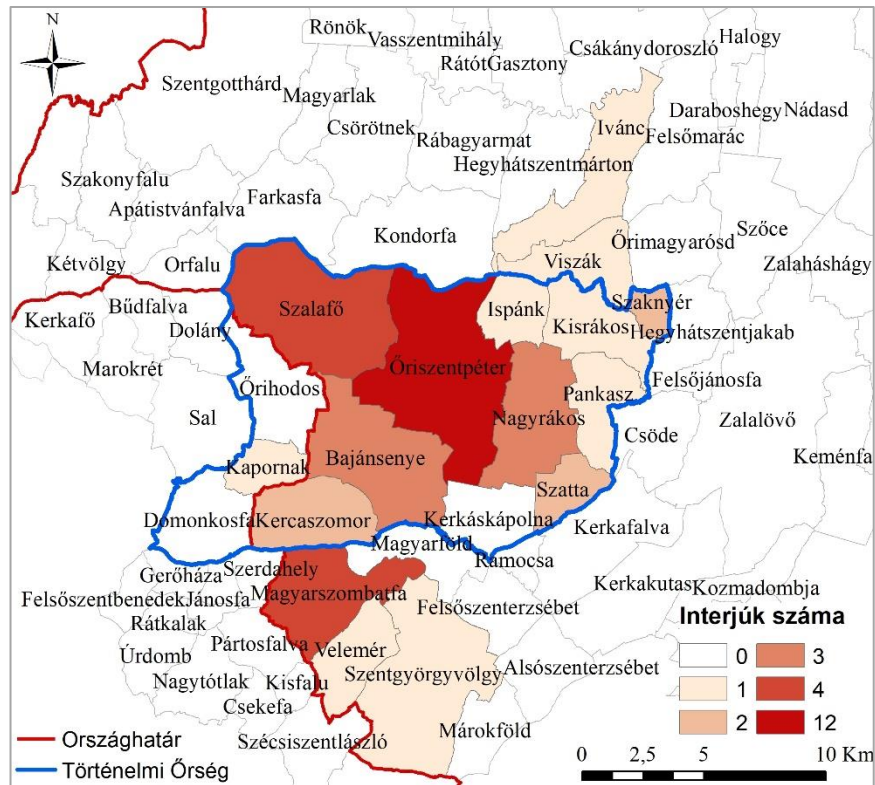 N
Rönök
Vasszentmihály
Rátót
Gasztony
Csákánydoroszló
Halogy
Szentgotthárd
Magyarlak
Csörötnek
Rábagyarmat
Ivánc
Daraboshegy
Nádasd
Felsőmarác
Hegyhátszentmárton
Szakonyfalu
Apátistvánfalva
Farkasfa
Kondorfa
Őrimagyarósd
Szőce
Kétvölgy
Orfalu
Viszák
Zalaháshágy
Kerkafő
Bűdfalva
Dolány
Szalafő
Ispánk
Kisrákos
Szaknyér
Hegyhátszentjakab
Marokrét
Őrihodos
Őriszentpéter
Pankasz
Felsőjánosfa
Sal
Nagyrákos
Csöde
Zalalövő
Keménfa
Kapornak
Bajánsenye
Szatta
Domonkosfa
Kercaszomor
Kerkáskápolna
Kerkafalva
Magyarföld
Ramocsa
Gerőháza
Szerdahely
Kerkakutas
Kozmadombja
Felsőszentbenedek
Jánosfa
Magyarszombatfa
Felsőszenterzsébet
Rátkalak
Pártosfalva
Velemér
Úrdomb
Szentgyörgyvölgy
Alsószenterzsébet
Nagytótlak
Kisfalu
Csekefa
Szécsiszentlászló
Márokföld
Interjúk száma
0 3
1 4
2 12
Országhatár
Történelmi Őrség
0 2,5 5 10 Km